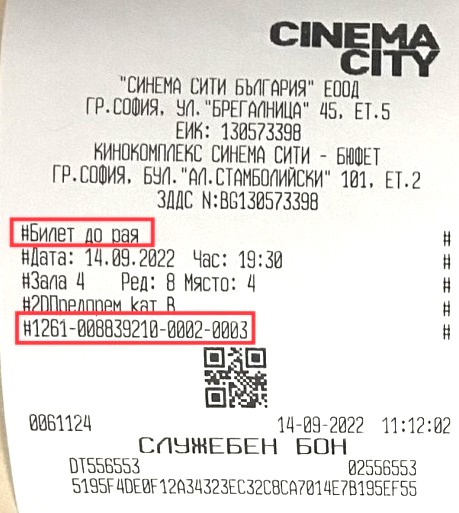 CINEMA
CITY
"СИНЕМА СИТИ БЪЛГАРИЯ" ЕООД
ГР.СОФИЯ, УЛ."БРЕГАЛНИЦА" 45, ЕТ.5
ЕИК: 130573398
КИНОКОМПЛЕКС СИНЕМА СИТИ - БЮФЕТ
ГР.СОФИЯ, БУЛ."АЛ.СТАМБОЛИЙСКИ" 101, ЕТ.2
ЗДДС N:BG130573398
#Билет до рая #
#Дата: 14.09.2022 Час: 19:30 #
#Зала 4 Ред: 8 Място: 4 #
#2DПредпрем кат В #
#1261-008839210-0002-0003 #
0061124 14-09-2022 11:12:02
СЛУЖЕБЕН БОН
DT556553 02556553
5195F4DE0F12A34323EC32C8CA7014E7B195EF55